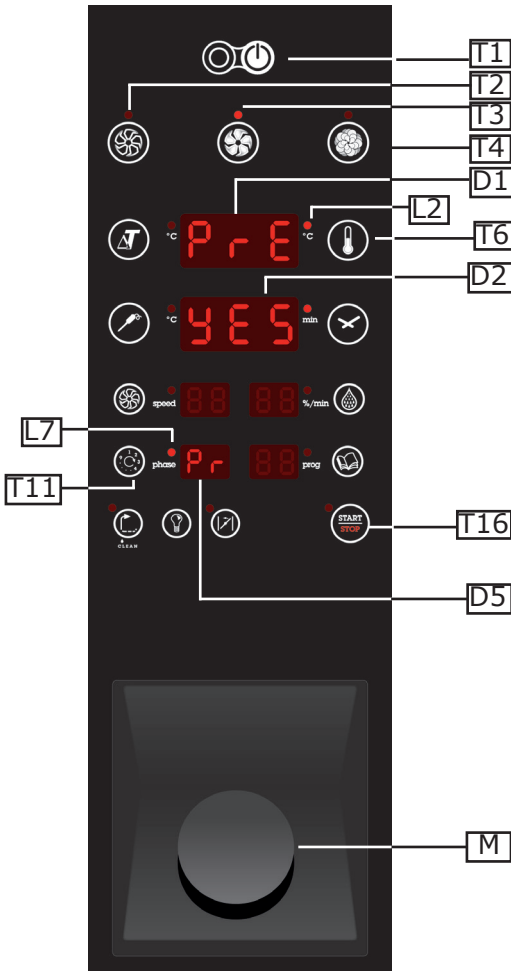 T1
T2
T3
T4
D1
L2
°C PrE °C
T6
D2
°C YES min
speed 88 88 %/min
L7
phase Pr 88 prog
T11
CLEAN
START
STOP
T16
D5
M